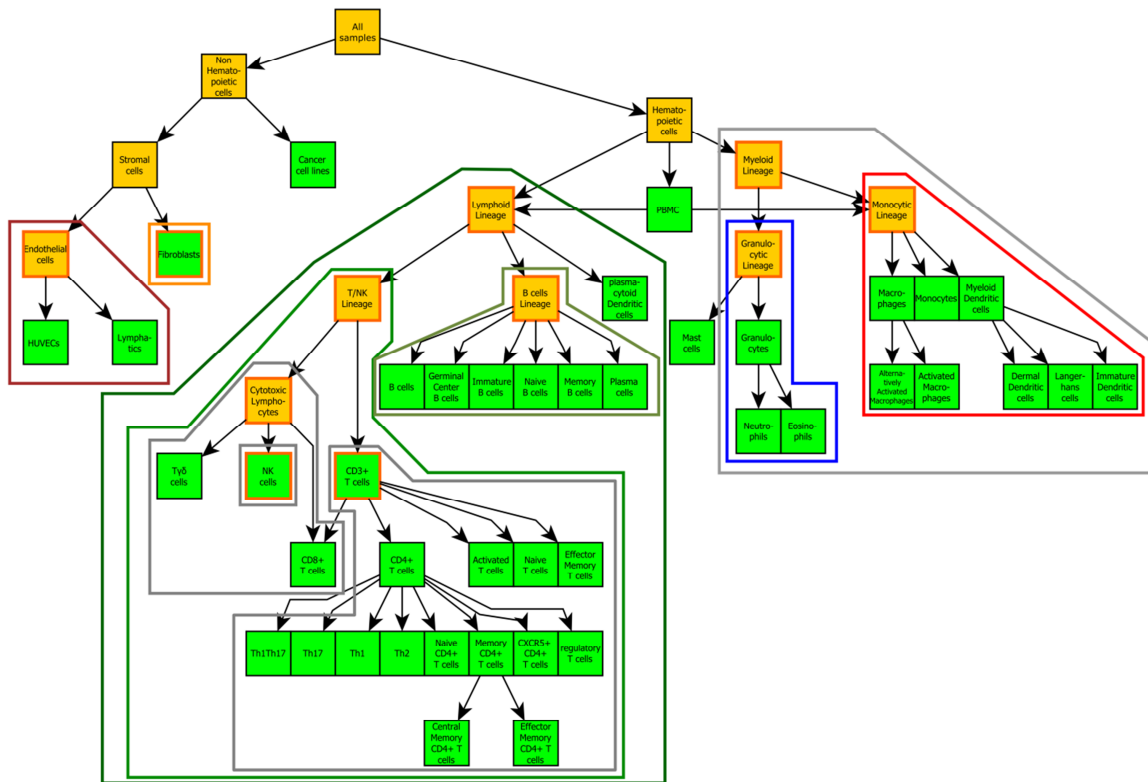 All
samples
Non
Hemato-
poietic
cells
Hemato-
poietic
cells
Stromal
cells
Cancer
cell lines
Myeloid
Lineage
Lymphoid
Lineage
PBMC
Monocytic
Lineage
Endothelial
cells
Fibroblasts
Granulo-
cytic
Lineage
T/NK
Lineage
B cells
Lineage
plasma-
cytoid
Dendritic
cells
Macro-
phages
Monocytes
Myeloid
Dendritic
cells
HUVECs
Lympha-
tics
Mast
cells
Granulo-
cytes
B cells
Germinal
Center
B cells
Immature
B cells
Naive
B cells
Memory
B cells
Plasma
cells
Alterna-
tively
Activated
Macrophages
Activated
Macro-
phages
Dermal
Dendritic
cells
Langer-
hans
cells
Immature
Dendritic
cells
Cytotoxic
Lympho-
cytes
Neutro-
phils
Eosino-
phils
Tγδ
cells
NK
cells
CD3+
T cells
CD8+
T cells
CD4+
T cells
Activated
T cells
Naive
T cells
Effector
Memory
T cells
Th1Th17
Th17
Th1
Th2
Naive
CD4+
T cells
Memory
CD4+
T cells
CXCR5+
CD4+
T cells
regulatory
T cells
Central
Memory
CD4+ T
cells
Effector
Memory
CD4+ T
cells